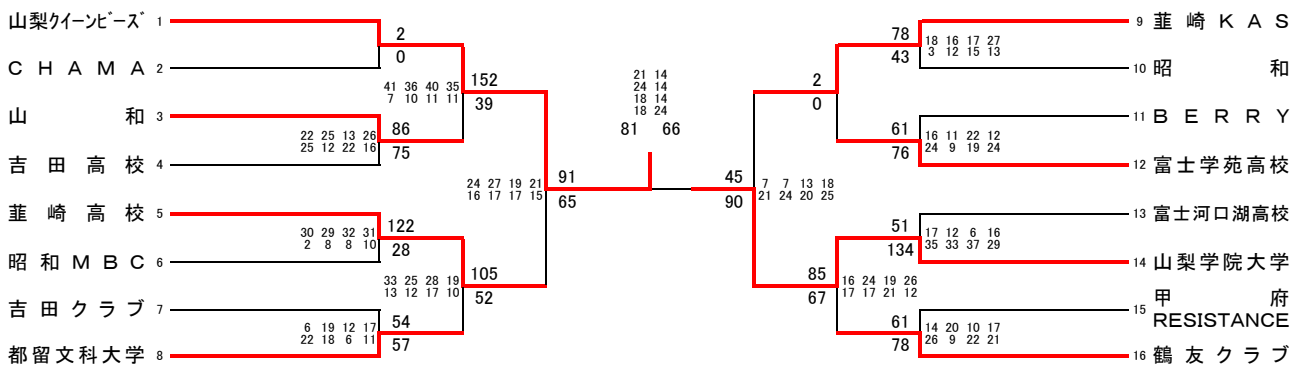 山梨クイーンビーズ 1
2
0
CHAMA 2
41 36 40 35
7 10 11 11
152
39
山和 3
22 25 13 26
25 12 22 16
86
75
吉田高校 4
24 27 19 21
16 17 17 15
91
65
韮崎高校 5
30 29 32 31
2 8 8 10
122
28
昭和MBC 6
33 25 28 19
13 12 17 10
105
52
吉田クラブ 7
6 19 12 17
22 18 6 11
54
57
都留文科大学 8
21 14
24 14
18 14
18 24
81 66
78
43
18 16 17 27
3 12 15 13
9 韮崎KAS
10 昭和
2
0
61
76
16 11 22 12
24 9 19 24
11 BERRY
12 富士学苑高校
45
90
7 7 13 18
21 24 20 25
51
134
17 12 6 16
35 33 37 29
13 富士河口湖高校
14 山梨学院大学
85
67
16 24 19 26
17 17 21 12
61
78
14 20 10 17
26 9 22 21
15 甲府
RESISTANCE
16 鶴友クラブ